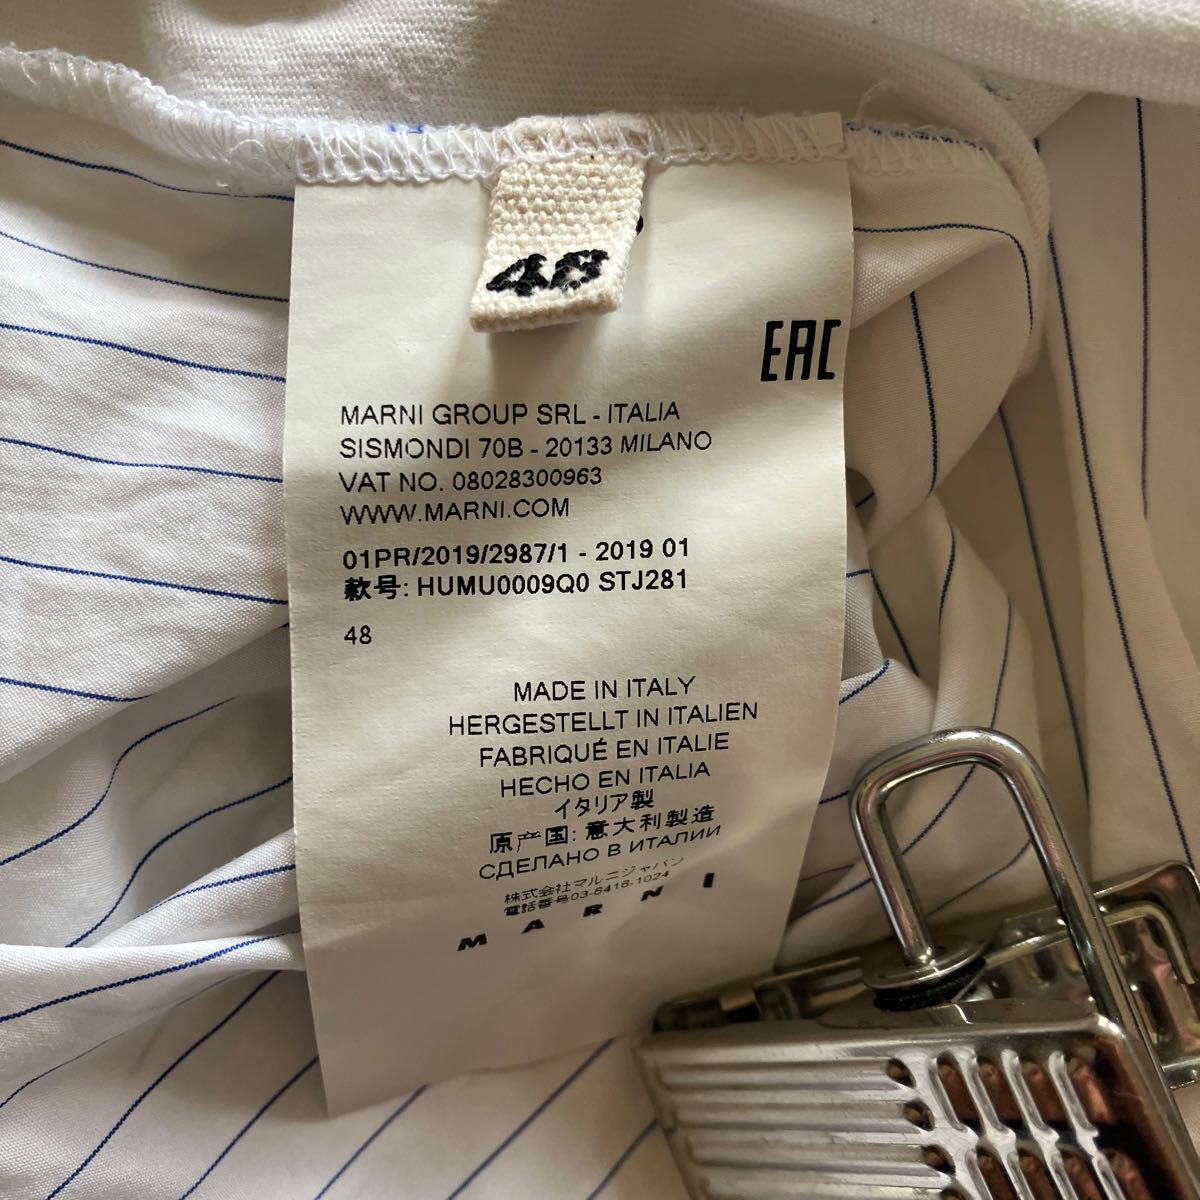 48
EAC
MARNI GROUP SRL - ITALIA
SISMONDI 70B - 20133 MILANO
VAT NO. 08028300963
WWW.MARNI.COM
01PR/2019/2987/1 - 2019 01
款号: HUMU0009Q0 STJ281
48
MADE IN ITALY
HERGESTELLT IN ITALIEN
FABRIQUÉ EN ITALIE
HECHO EN ITALIA
イタリア製
原产国: 意大利製造
СДЕЛАНО В ИТАЛИИ
株式会社マルニジャパン
電話番号03-6416-1024
MARNI